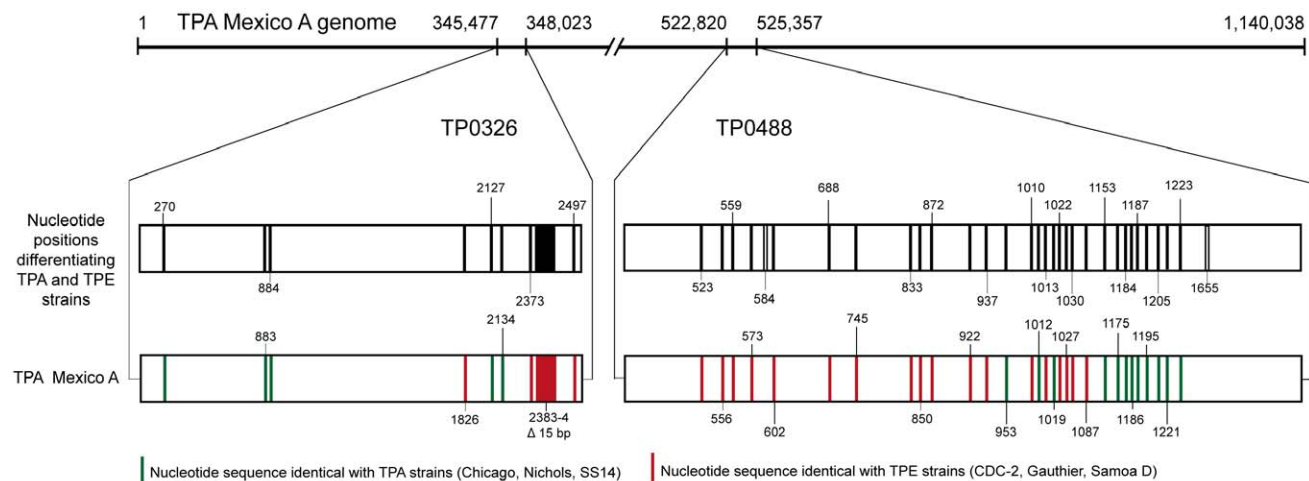 1 TPA Mexico A genome 345,477 348,023 522,820 525,357 1,140,038
TP0326 TP0488
270 2127 2497 559 688 872 1010 1022 1153 1187 1223
Nucleotide
positions
differentiating
TPA and TPE
strains
884 2373 523 584 833 937 1013 1030 1184 1205 1655
883 2134 573 745 922 1012 1027 1175 1195
TPA Mexico A
1826 2383-4 556 602 850 953 1019 1087 1186 1221
Δ 15 bp
Nucleotide sequence identical with TPA strains (Chicago, Nichols, SS14) Nucleotide sequence identical with TPE strains (CDC-2, Gauthier, Samoa D)